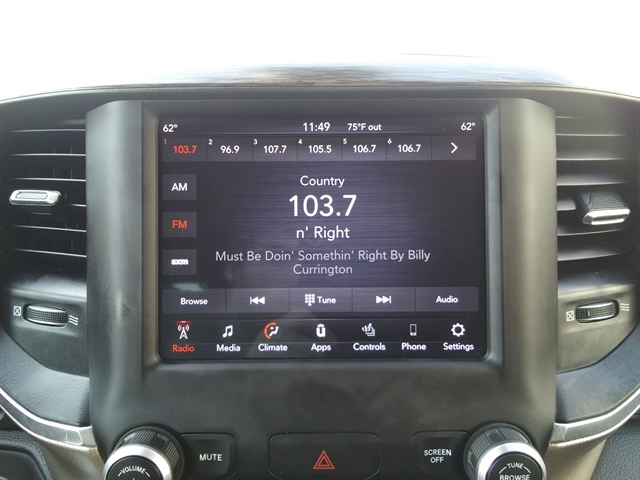 62° 11:49 75°F out 62°
1 103.7 2 96.9 3 107.7 4 105.5 5 106.7 6 106.7
AM
Country
103.7
FM
n' Right
sxm
Must Be Doin' Somethin' Right By Billy
Currington
Browse Tune Audio
Radio Media Climate Apps Controls Phone Settings
VOLUME MUTE SCREEN OFF TUNE
BROWSE